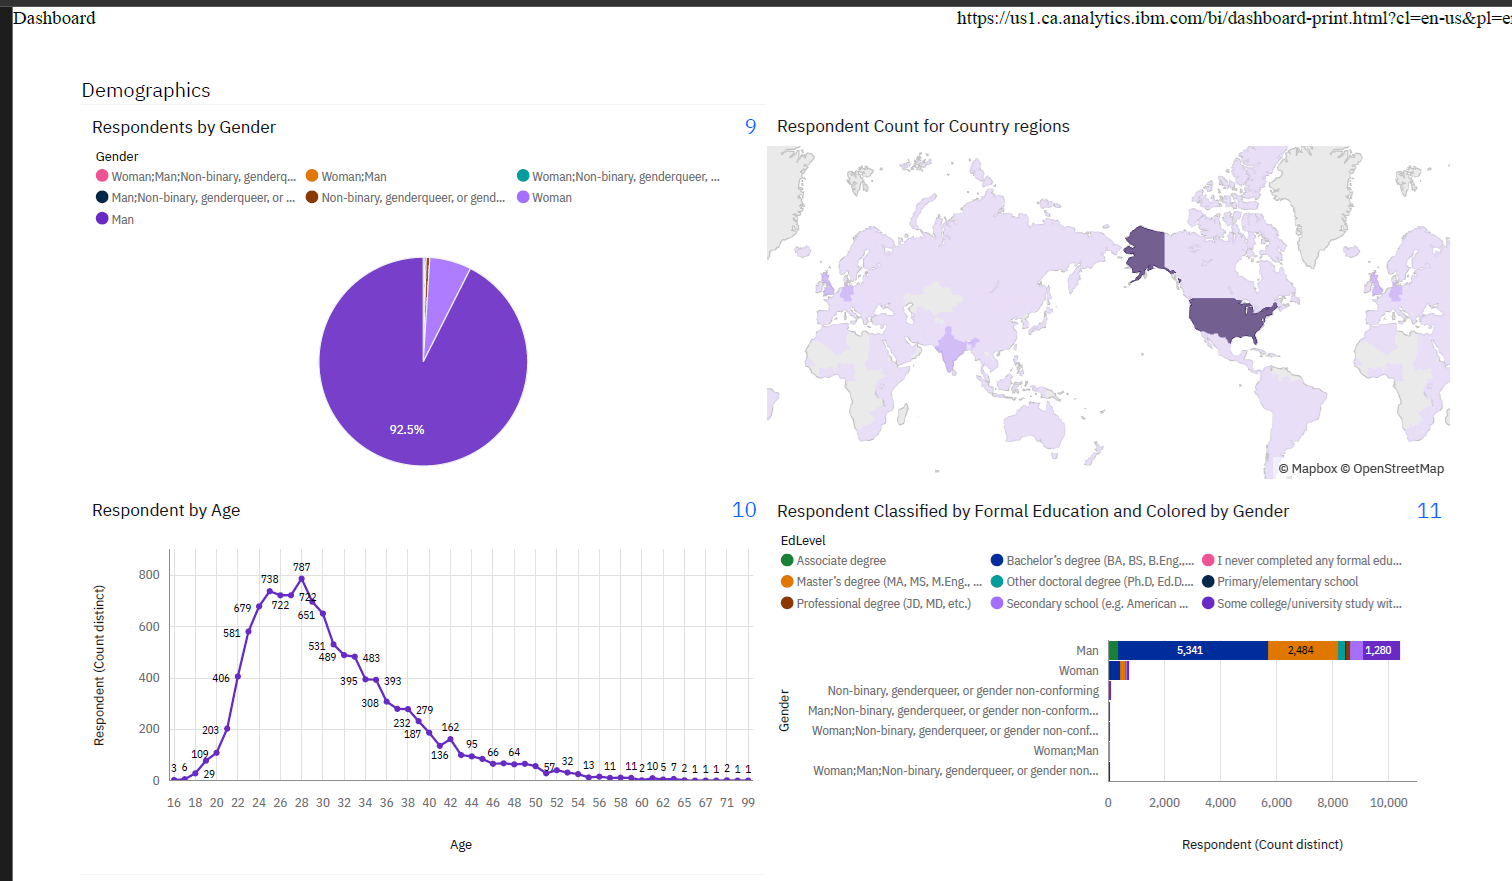 Dashboard
https://us1.ca.analytics.ibm.com/bi/dashboard-print.html?cl=en-us&pl=e
Demographics
Respondents by Gender
9
Gender
Woman;Man;Non-binary, genderq...
Woman;Man
Woman;Non-binary, genderqueer, ...
Man;Non-binary, genderqueer, or ...
Non-binary, genderqueer, or gend...
Woman
Man
92.5%
Respondent Count for Country regions
© Mapbox © OpenStreetMap
Respondent by Age
10
Respondent (Count distinct)
800
600
400
200
0
3 6 29 109 203 406 581 679 738 722 787 722 651 531 489 483 395 393 308 279 232 187 136 162 95 66 64 57 32 13 11 11 2 10 5 7 2 1 1 1 2 1 1
16 18 20 22 24 26 28 30 32 34 36 38 40 42 44 46 48 50 52 54 56 58 60 62 65 67 71 99
Age
Respondent Classified by Formal Education and Colored by Gender
11
EdLevel
Associate degree
Bachelor's degree (BA, BS, B.Eng.,...
I never completed any formal edu...
Master's degree (MA, MS, M.Eng., ...
Other doctoral degree (Ph.D, Ed.D....
Primary/elementary school
Professional degree (JD, MD, etc.)
Secondary school (e.g. American ...
Some college/university study wit...
Gender
Man
5,341
2,484
1,280
Woman
Non-binary, genderqueer, or gender non-conforming
Man;Non-binary, genderqueer, or gender non-conform...
Woman;Non-binary, genderqueer, or gender non-conf...
Woman;Man
Woman;Man;Non-binary, genderqueer, or gender non...
0 2,000 4,000 6,000 8,000 10,000
Respondent (Count distinct)